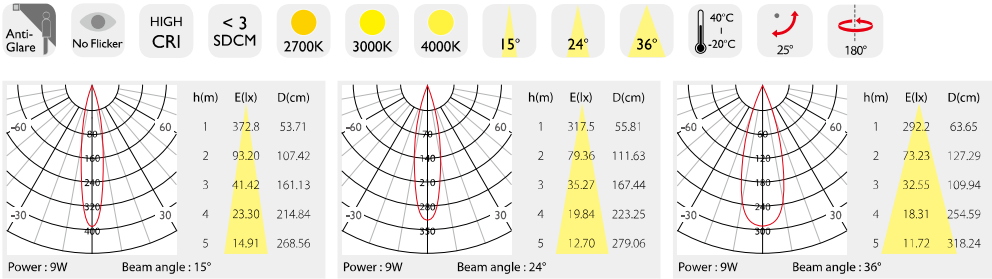 Anti-
Glare
No Flicker
HIGH
CRI
< 3
SDCM
2700K
3000K
4000K
15°
24°
36°
40°C
-20°C
25°
180°
h(m) E(lx) D(cm)
1 372.8 53.71
2 93.20 107.42
3 41.42 161.13
4 23.30 214.84
5 14.91 268.56
-60 60
-30 30
80
160
240
320
400
Power : 9W Beam angle : 15°
h(m) E(lx) D(cm)
1 317.5 55.81
2 79.36 111.63
3 35.27 167.44
4 19.84 223.25
5 12.70 279.06
-60 60
-30 30
70
140
2 0
280
350
Power : 9W Beam angle : 24°
h(m) E(lx) D(cm)
1 292.2 63.65
2 73.23 127.29
3 32.55 109.94
4 18.31 254.59
5 11.72 318.24
-60 60
-30 30
60
120
180
240
300
Power : 9W Beam angle : 36°